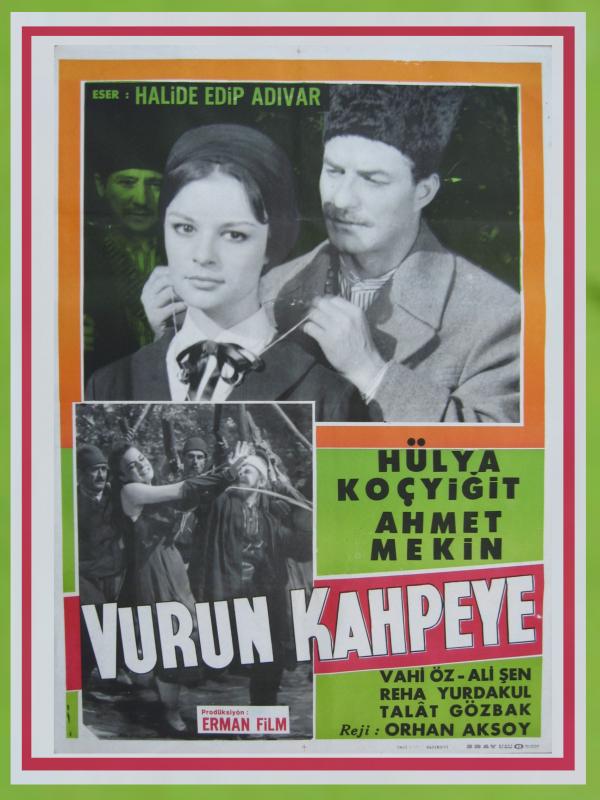 ESER : HALİDE EDİP ADIVAR
HÜLYA
KOÇYİĞİT
AHMET
MEKİN
VURUN KAHPEYE
VAHİ ÖZ - ALİ ŞEN
REHA YURDAKUL
TALÂT GÖZBAK
Reji : ORHAN AKSOY
Prodüksiyon :
ERMAN FİLM